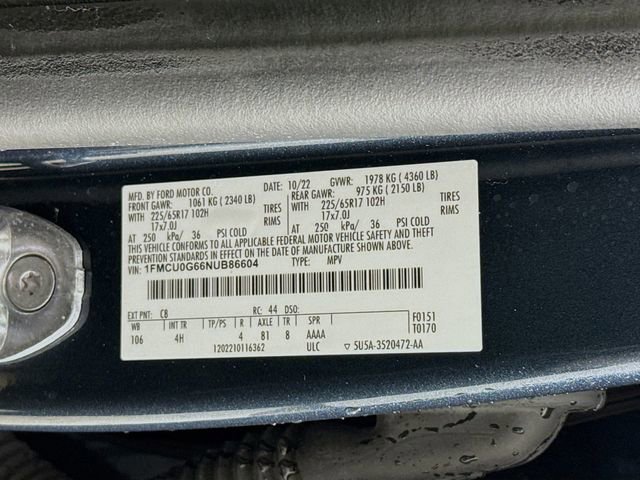 MFD. BY FORD MOTOR CO. DATE: 10/22 GVWR: 1978 KG ( 4360 LB)
FRONT GAWR: 1061 KG ( 2340 LB) REAR GAWR: 975 KG ( 2150 LB)
225/65R17 102H TIRES 225/65R17 102H TIRES
17x7.0J RIMS 17x7.0J RIMS
AT 250 kPa/ 36 PSI COLD AT 250 kPa/ 36 PSI COLD
THIS VEHICLE CONFORMS TO ALL APPLICABLE FEDERAL MOTOR VEHICLE SAFETY, BUMPER, AND THEFT
PREVENTION STANDARDS IN EFFECT ON THE DATE OF MANUFACTURE SHOWN ABOVE.
VIN: 1FMCU0G66NUB86604 TYPE: MPV
EXT PNT: C8 RC: 44 DSO: F0151
WB INT TR TP/PS R AXLE TR SPR T0170
106 4H 4 81 8 AAAA
1202210116362 ULC ▽ 5U5A-3520472-AA